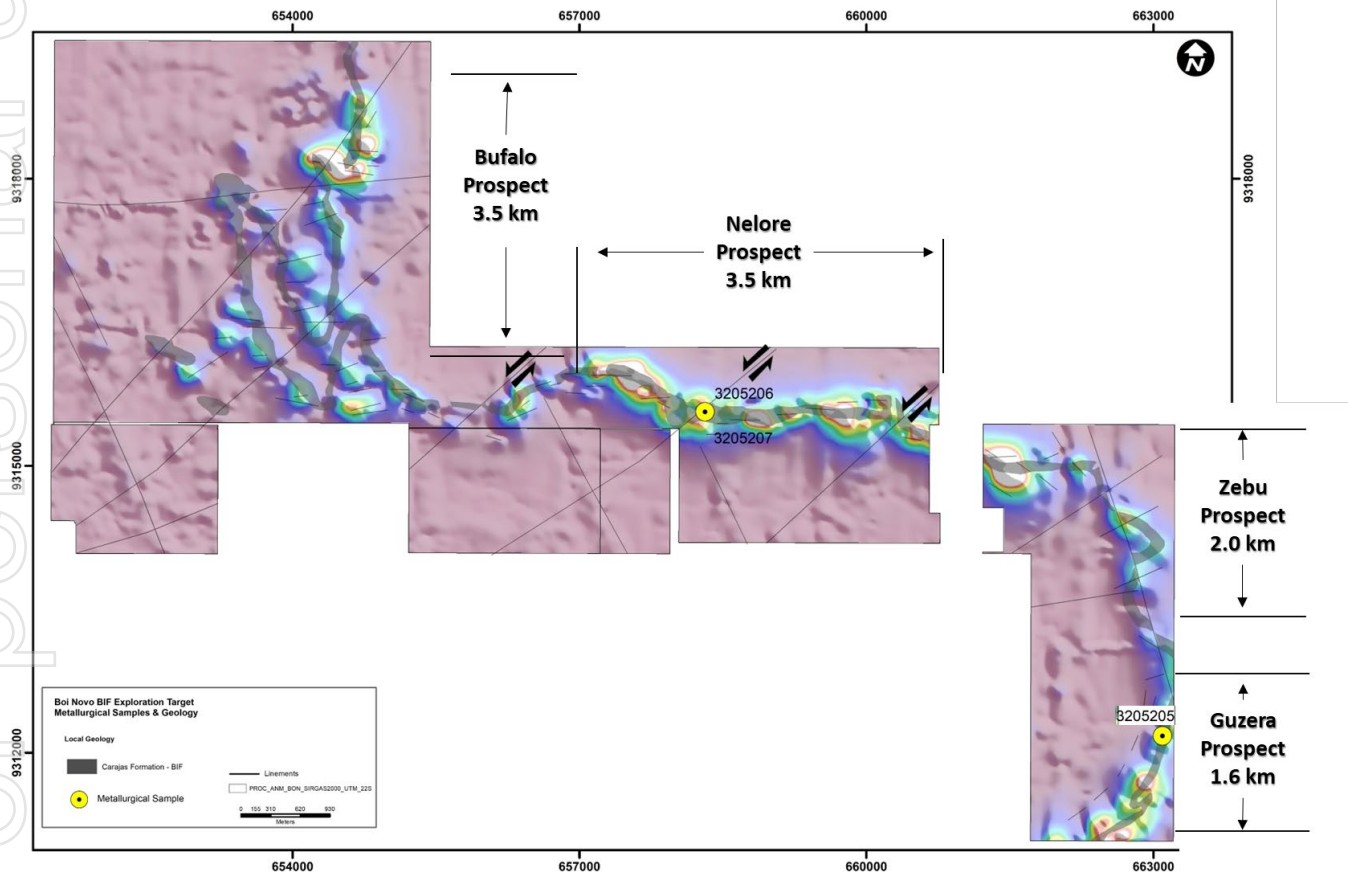 654000
657000
660000
663000
N
Bufalo
Prospect
3.5 km
9318000
9318000
Nelore
Prospect
3.5 km
3205206
3205207
9315000
Zebu
Prospect
2.0 km
3205205
Guzera
Prospect
1.6 km
9312000
Boi Novo BIF Exploration Target
Metallurgical Samples & Geology
Local Geology
Carajas Formation - BIF
Metallurgical Sample
Linements
PROC_ANM_BON_SIRGAS2000_UTM_22S
0 155 310 620 930
Meters
654000
657000
660000
663000